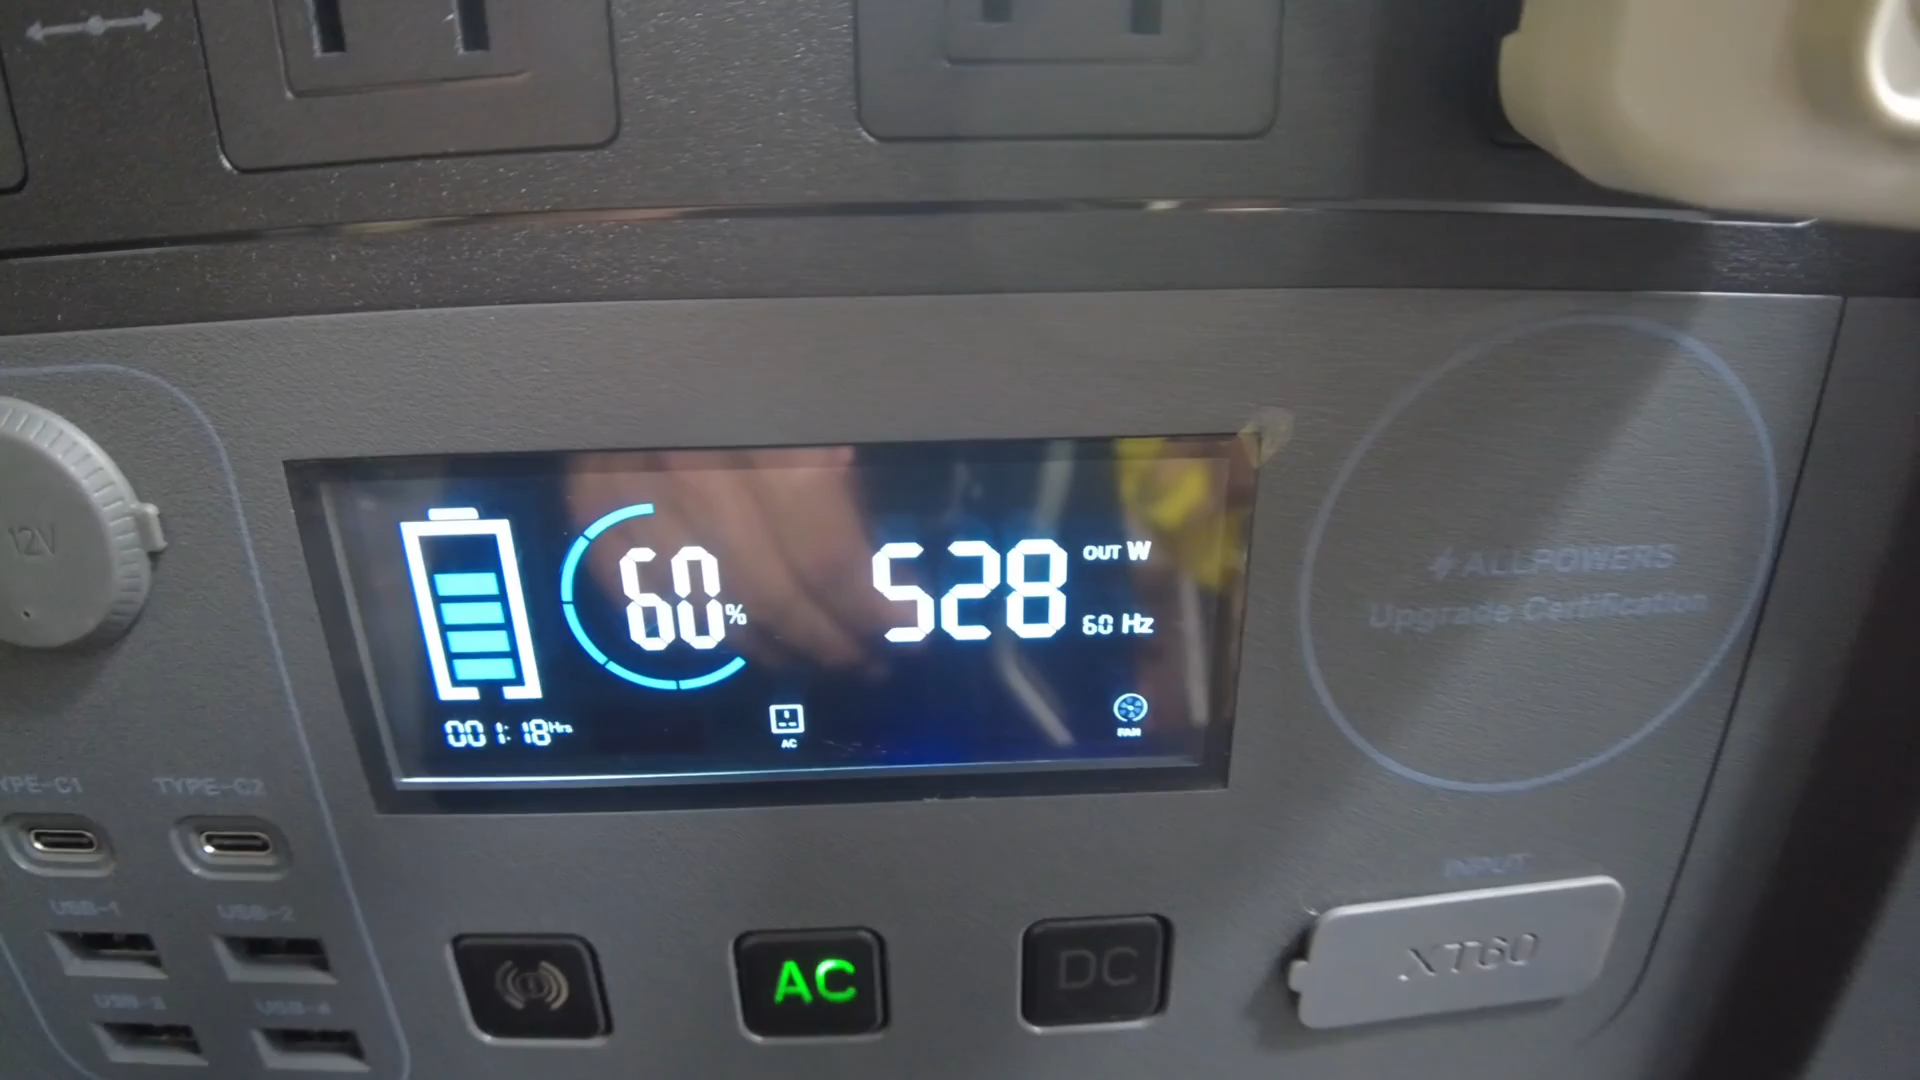 12V
60%
528
OUT W
60 Hz
001:18Hrs
AC
FAN
ALLPOWERS
Upgrade Certification
TYPE-C1
TYPE-C2
USB-1
USB-2
USB-3
USB-4
AC
DC
INPUT
XT60